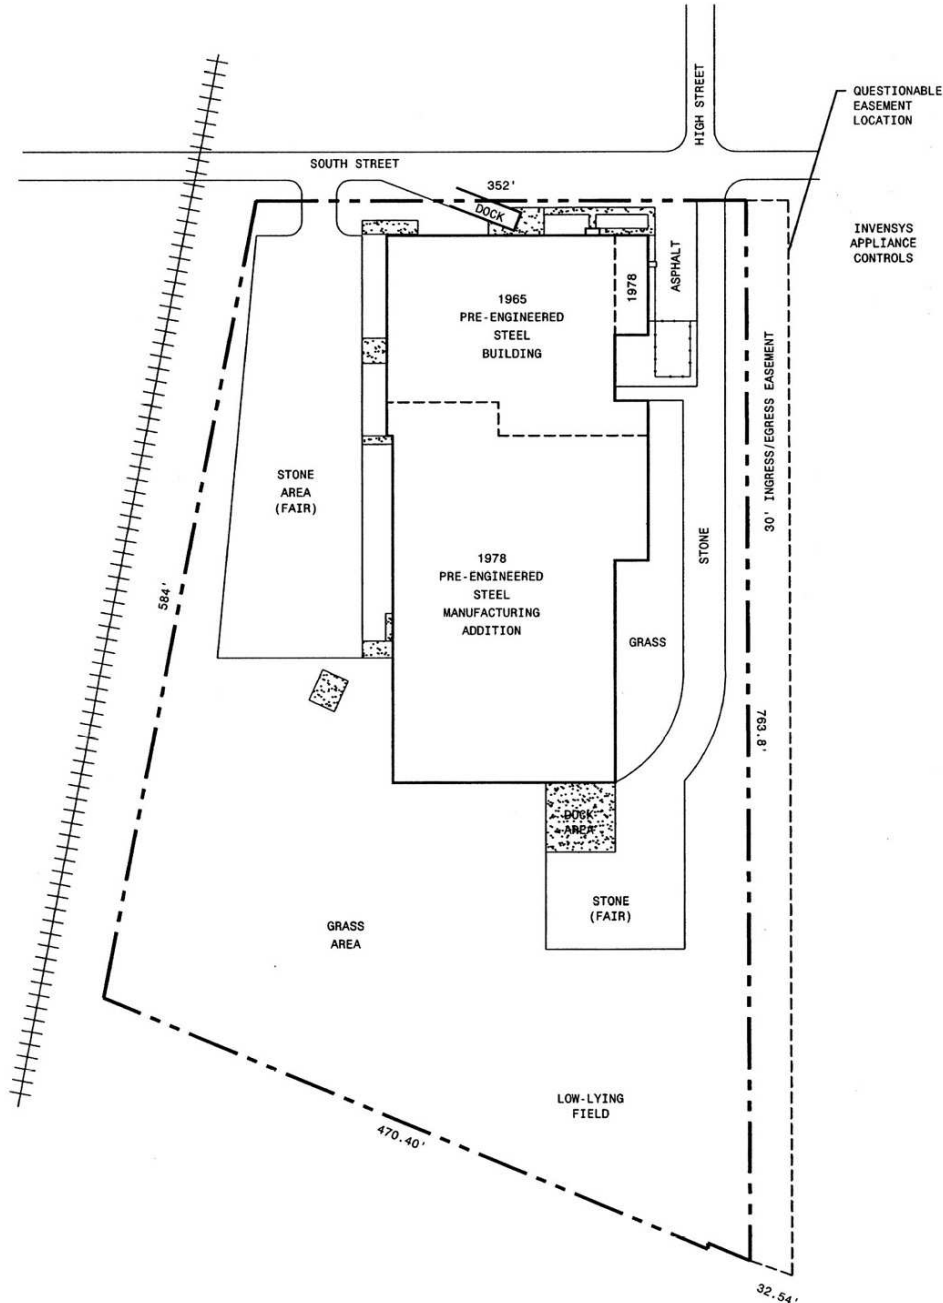 HIGH STREET
QUESTIONABLE
EASEMENT
LOCATION
SOUTH STREET
352'
DOCK
INVENSYS
APPLIANCE
CONTROLS
ASPHALT
1978
1965
PRE-ENGINEERED
STEEL
BUILDING
30' INGRESS/EGRESS EASEMENT
STONE
AREA
(FAIR)
STONE
1978
PRE-ENGINEERED
STEEL
MANUFACTURING
ADDITION
584'
GRASS
763.8'
DOCK
AREA
STONE
(FAIR)
GRASS
AREA
LOW-LYING
FIELD
470.40'
32.54'